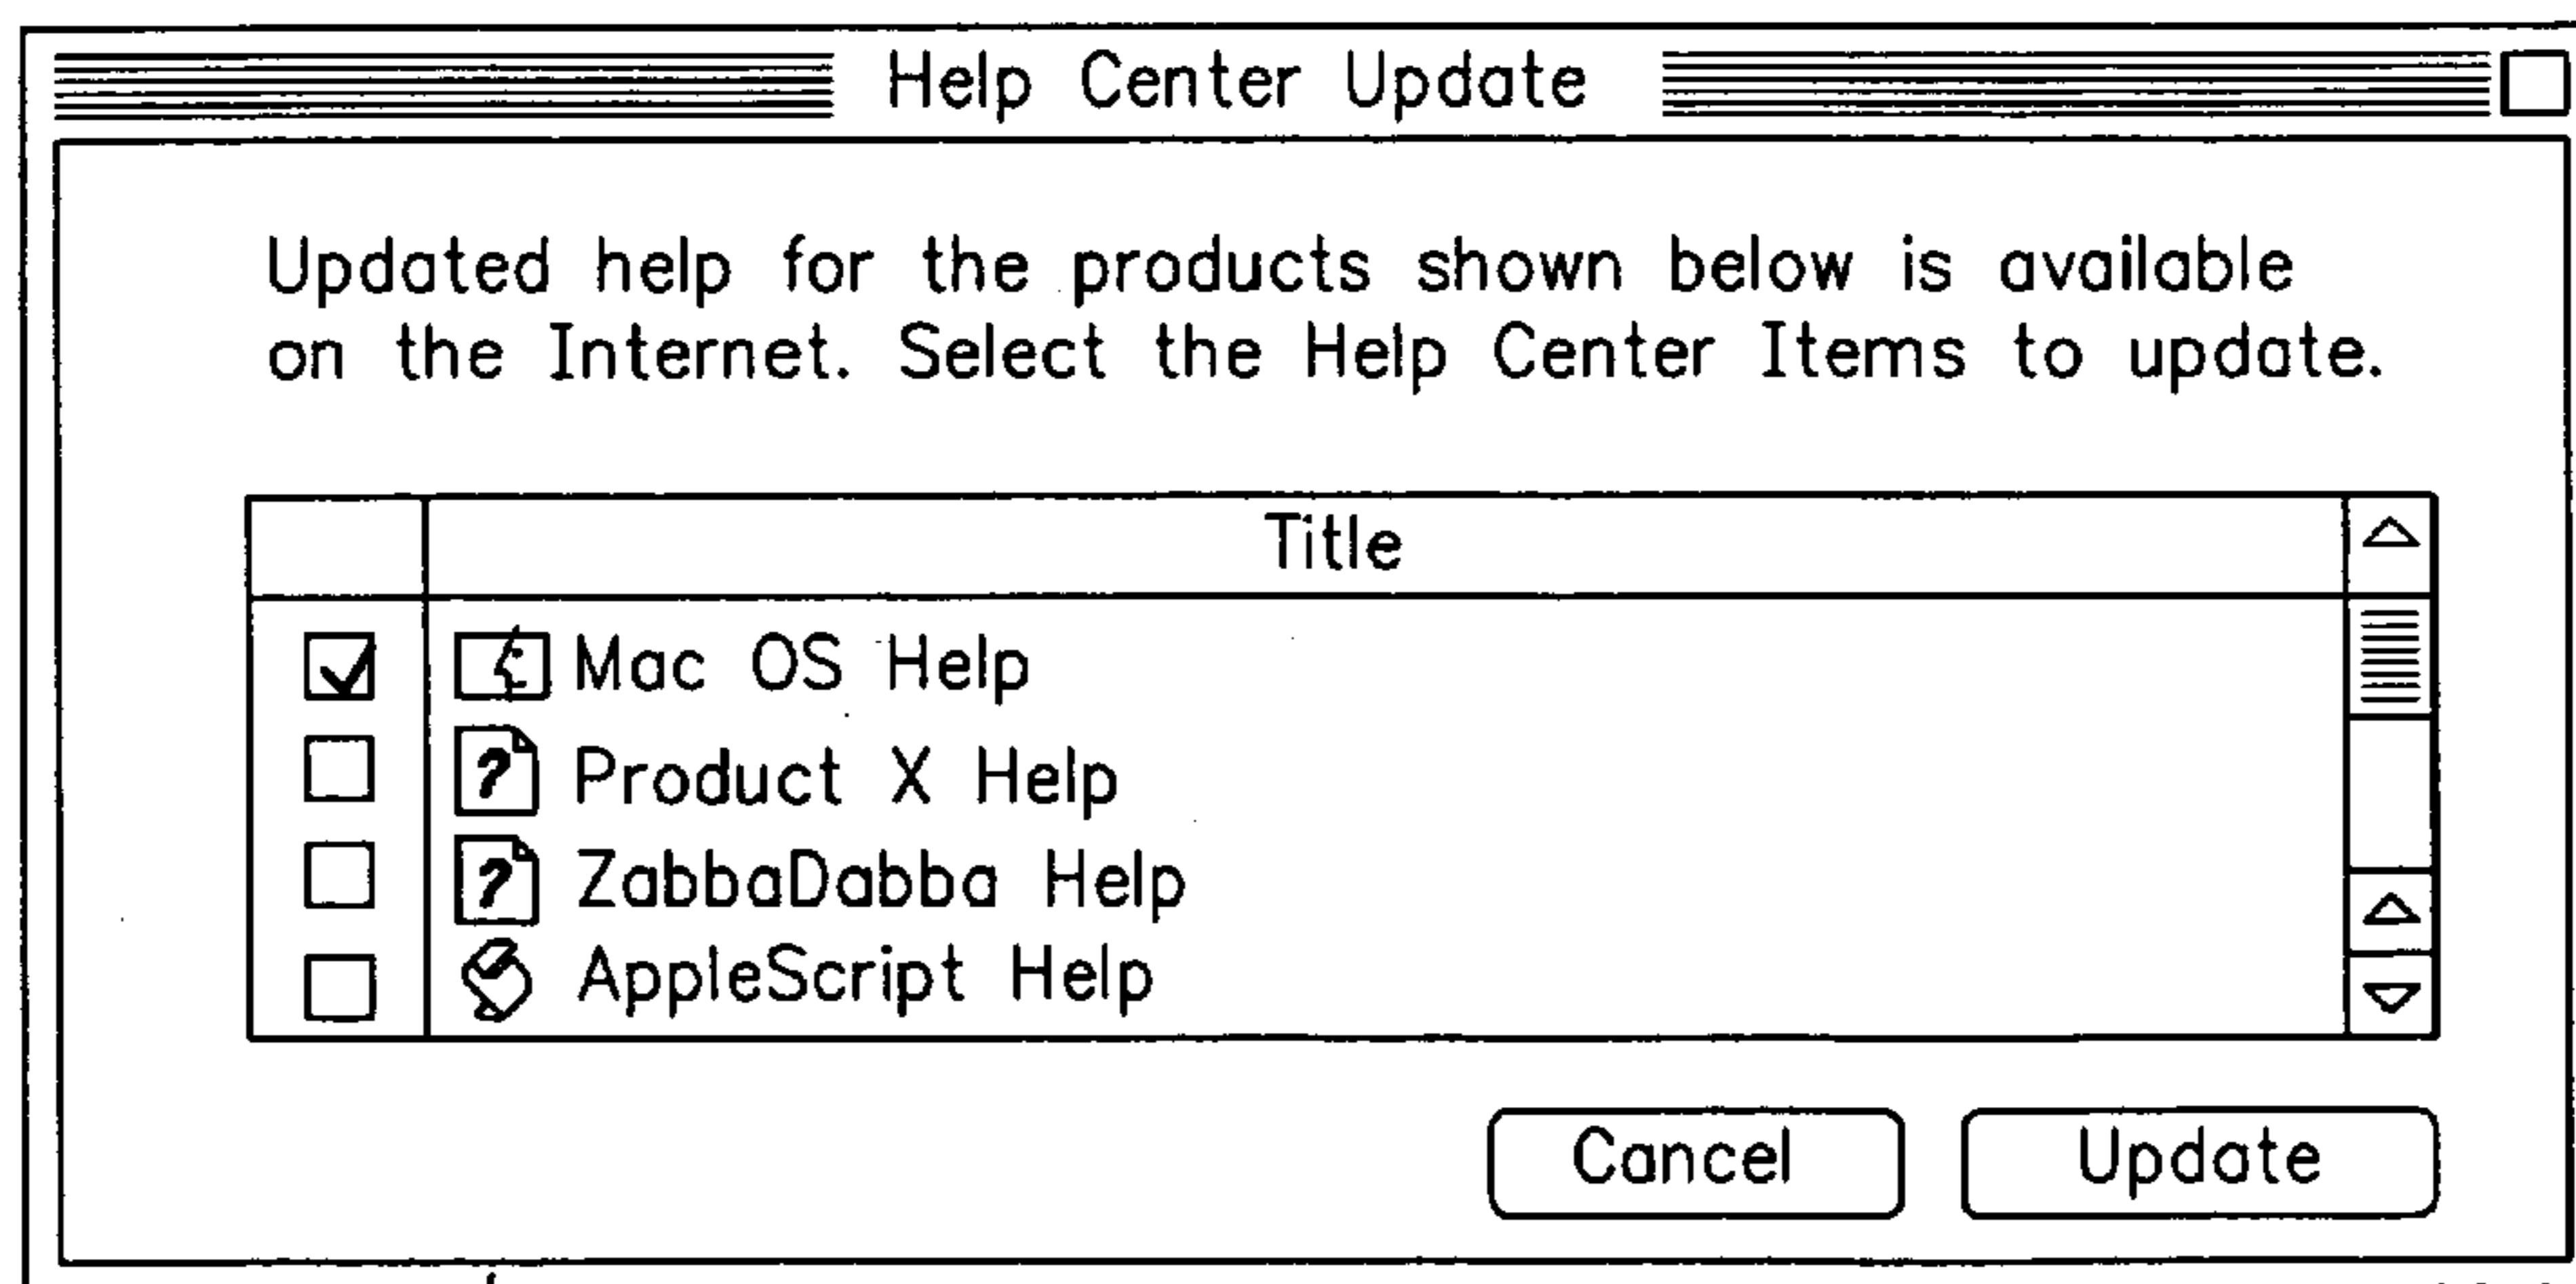 Help Center Update
Updated help for the products shown below is available
on the Internet. Select the Help Center Items to update.
Title
Mac OS Help
? Product X Help
? ZabbaDabba Help
AppleScript Help
Cancel Update